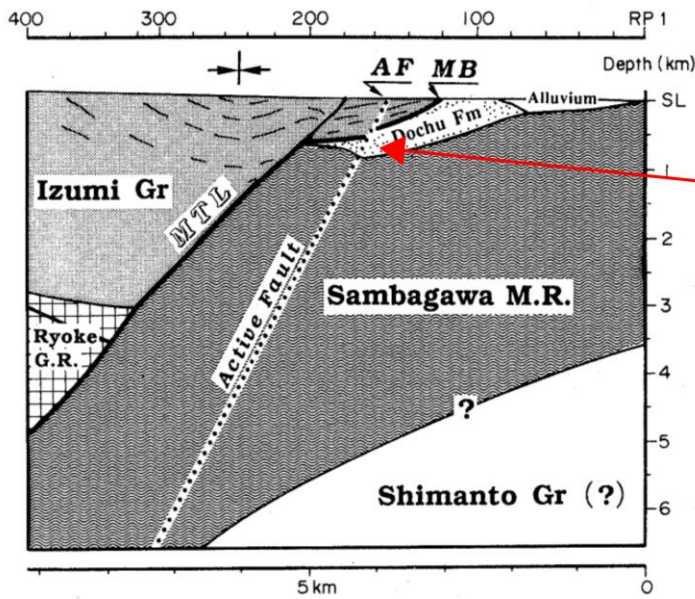 400 300 200 100 RP 1
AF MB Depth (km)
Alluvium SL
Dochu Fm
1
Izumi Gr
MTL
2
Active Fault
Sambagawa M.R.
3
Ryoke
G.R.
4
?
5
Shimanto Gr (?)
6
5 km 0